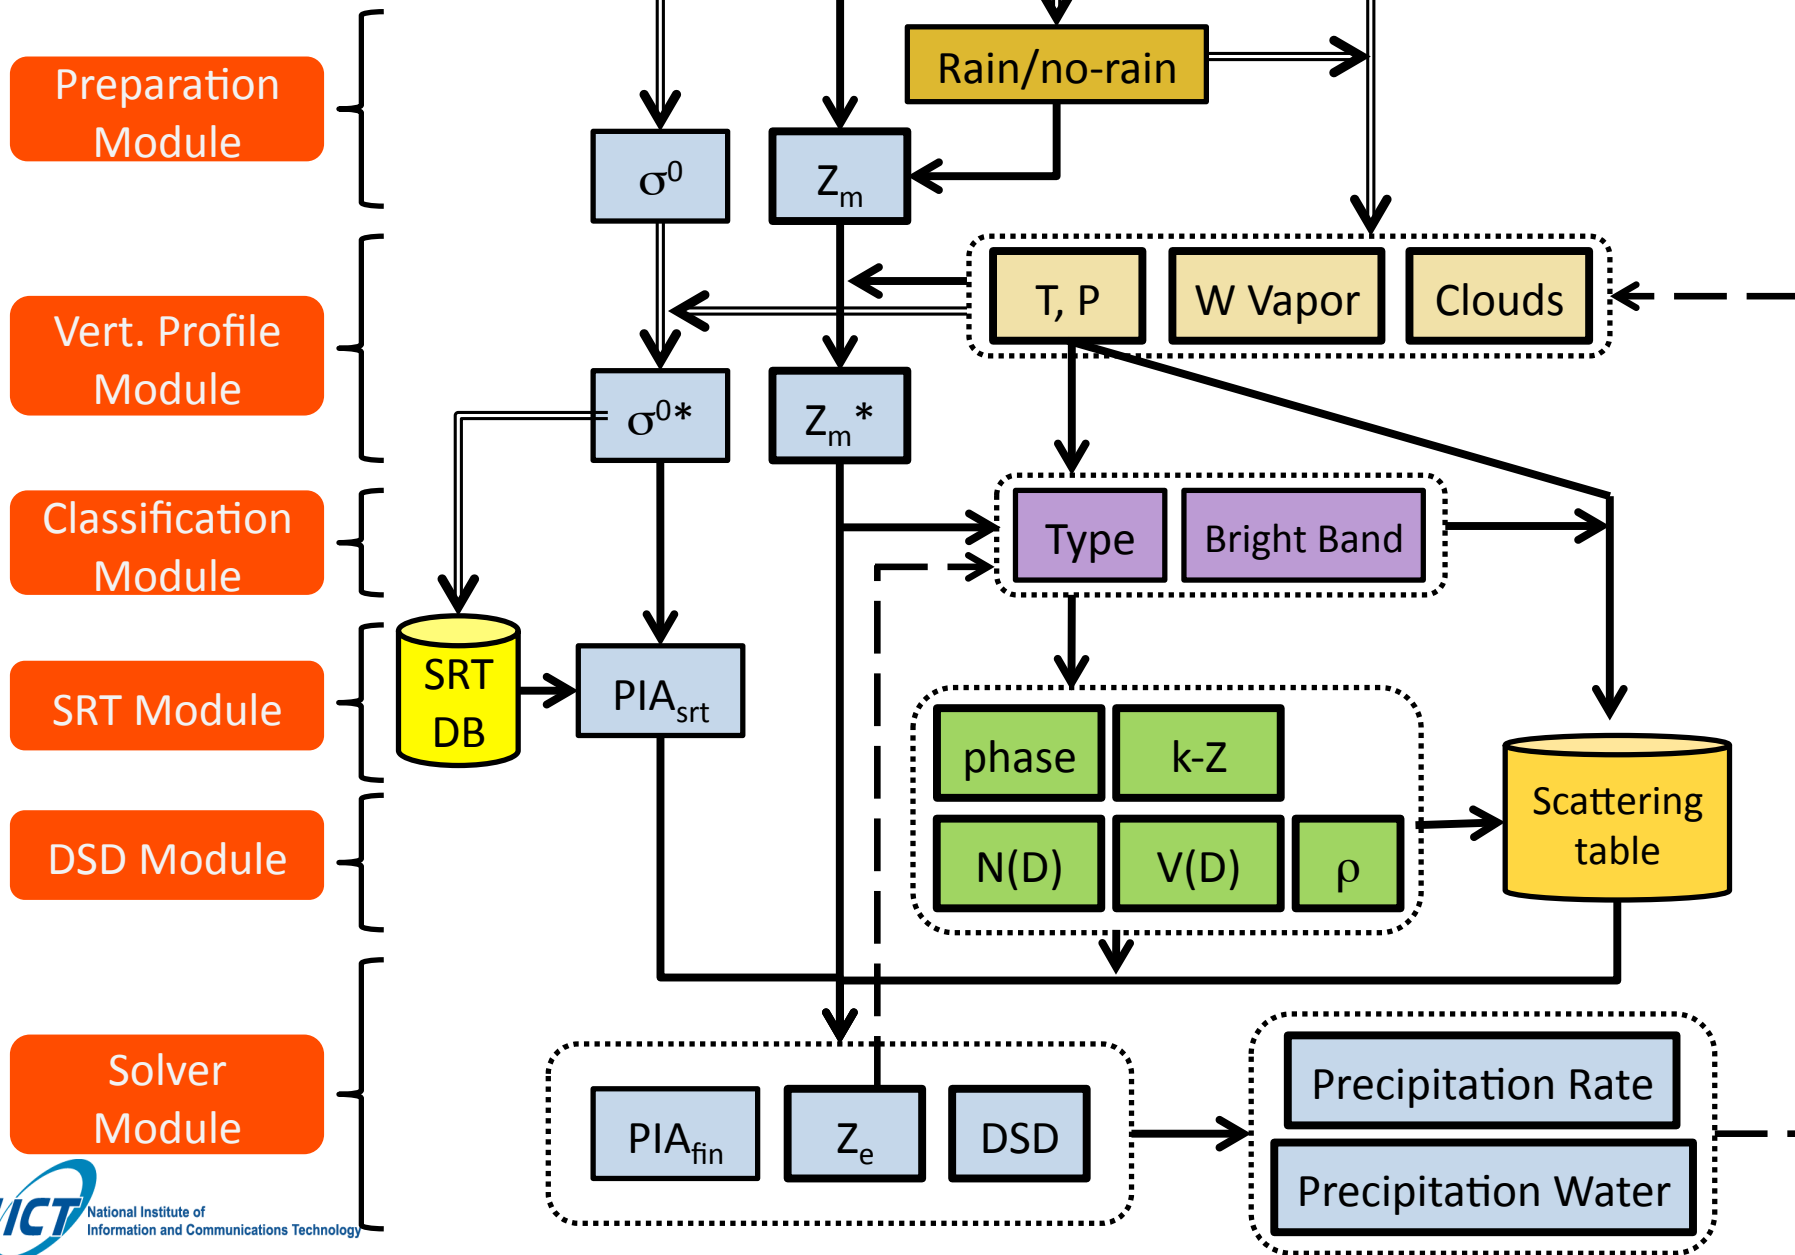 Preparation
Module
Rain/no-rain
σ⁰
Zₘ
Vert. Profile
Module
T, P
W Vapor
Clouds
σ⁰*
Zₘ*
Classification
Module
Type
Bright Band
SRT Module
SRT
DB
PIAsrt
phase
k-Z
Scattering
table
DSD Module
N(D)
V(D)
ρ
Solver
Module
PIAfin
Zₑ
DSD
Precipitation Rate
Precipitation Water
NICT
National Institute of
Information and Communications Technology